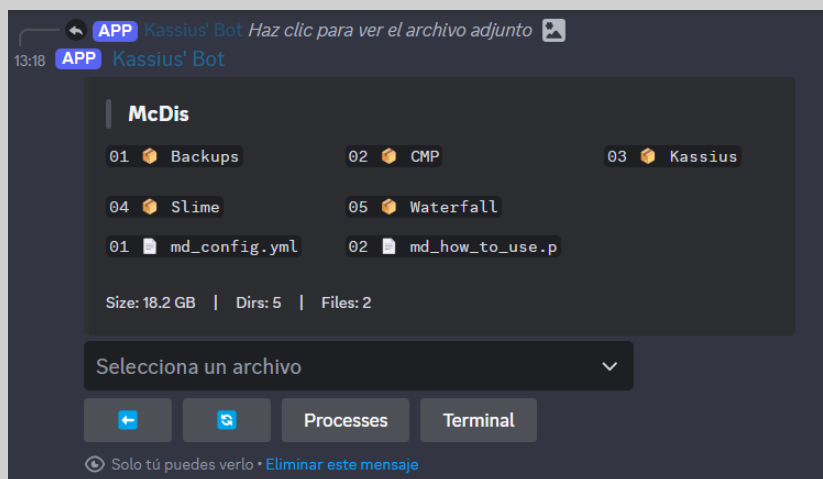 APP Kassius' Bot Haz clic para ver el archivo adjunto
13:18 APP Kassius' Bot
McDis
01 Backups 02 CMP 03 Kassius
04 Slime 05 Waterfall
01 md_config.yml 02 md_how_to_use.p
Size: 18.2 GB | Dirs: 5 | Files: 2
Selecciona un archivo
Processes Terminal
Solo tú puedes verlo • Eliminar este mensaje